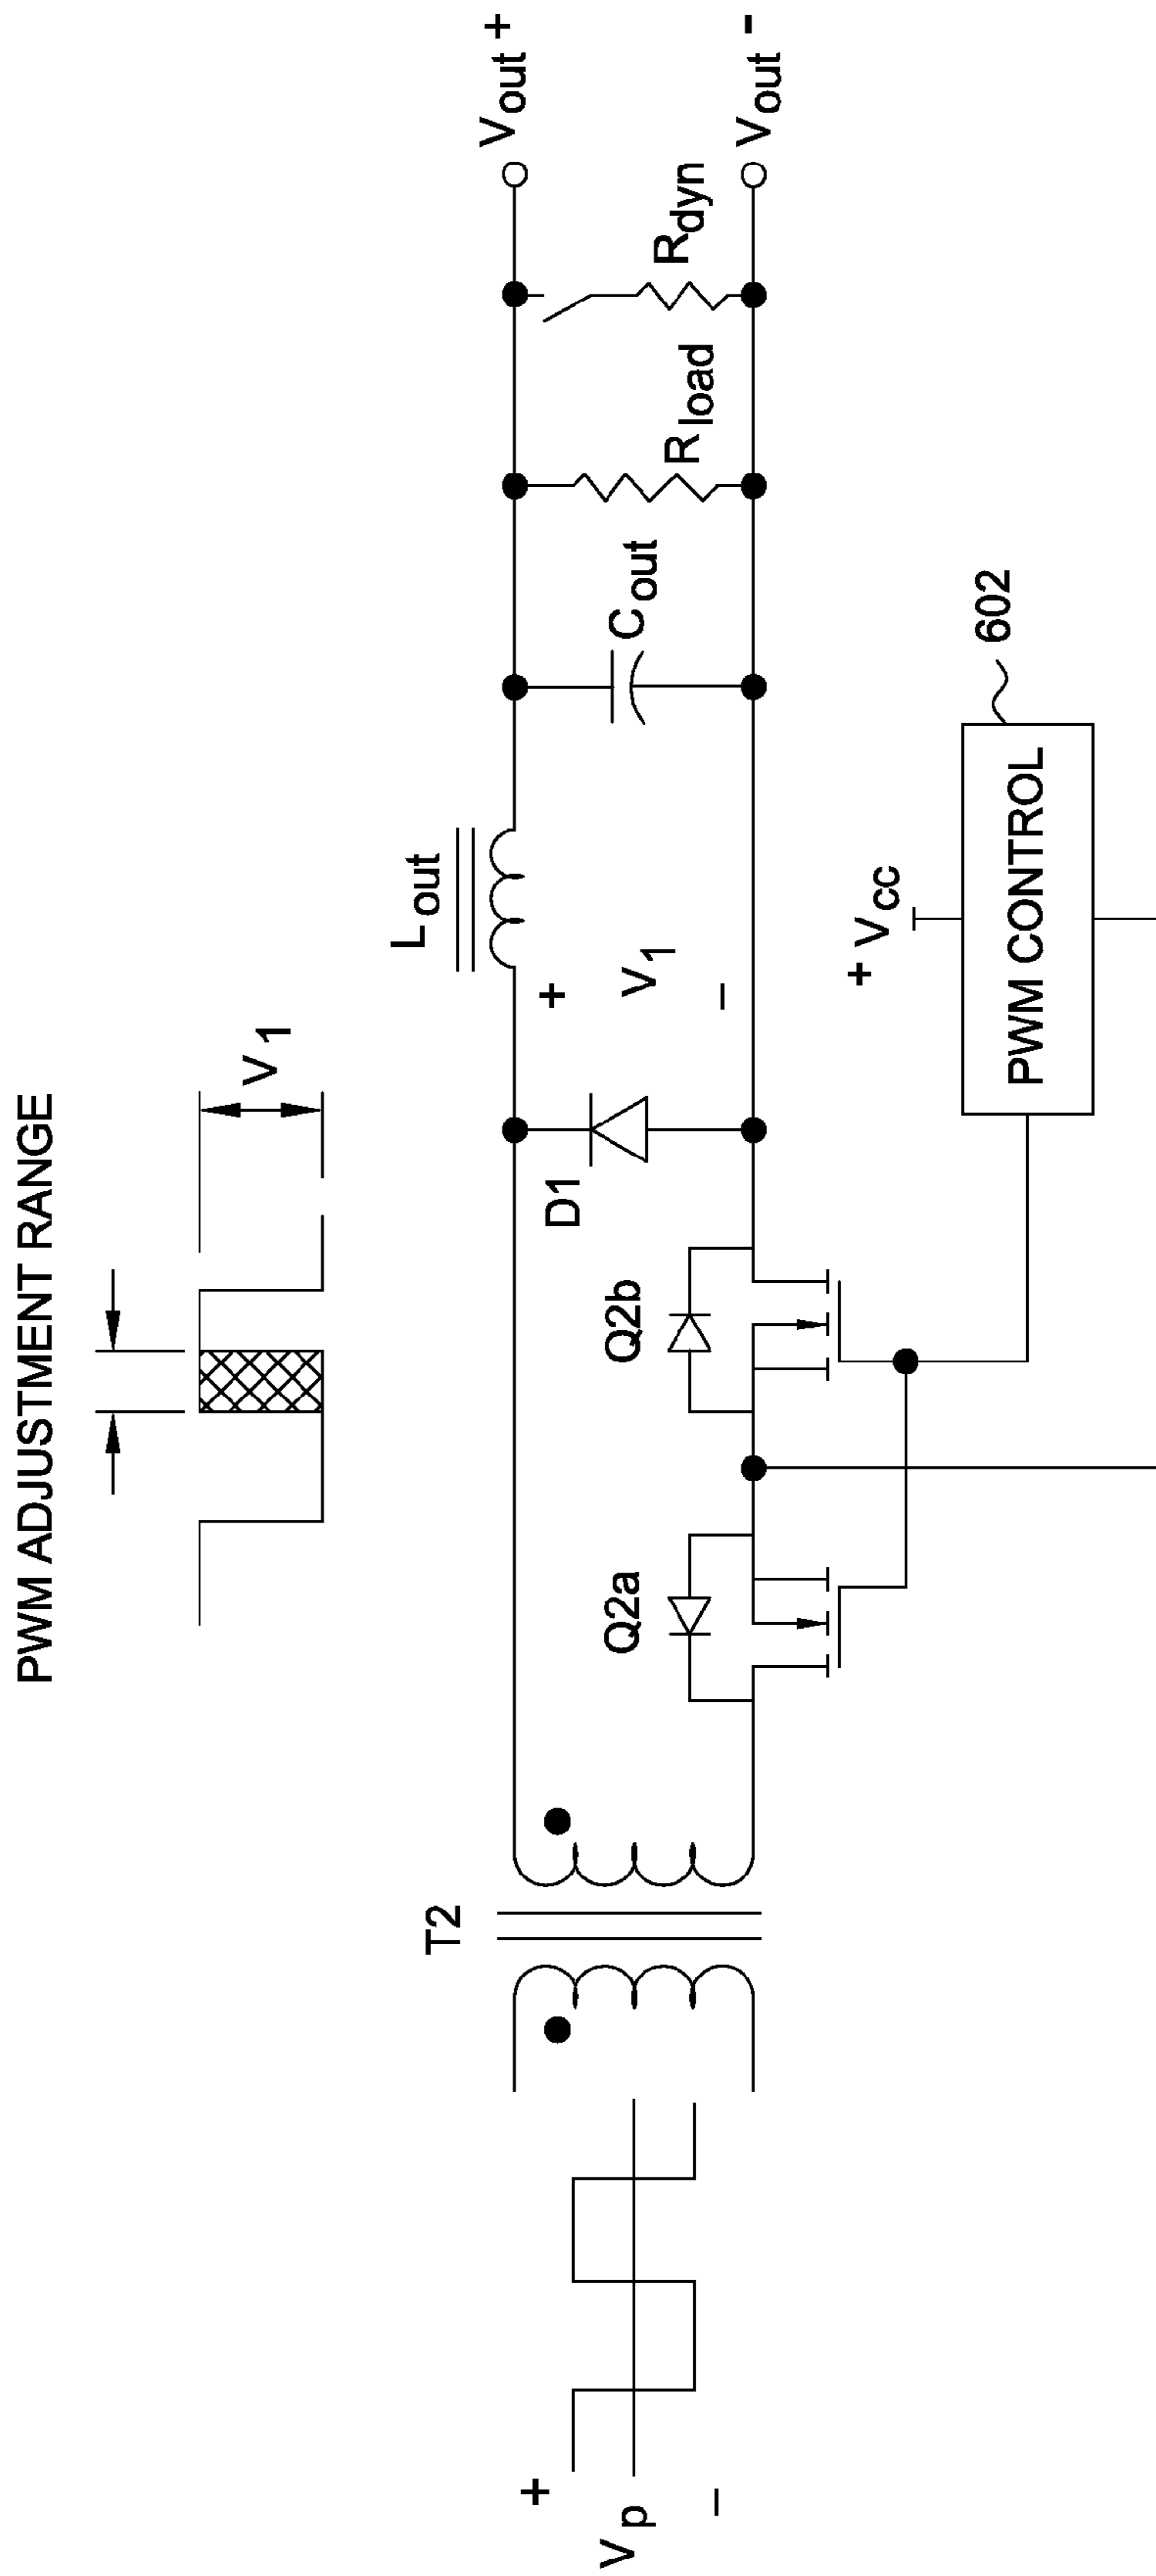 PWM ADJUSTMENT RANGE
V1
Lout
Vout +
+
V1
–
D1
Cout
Rload
Rdyn
Vout -
T2
+
Vp
–
Q2a
Q2b
+ Vcc
PWM CONTROL
602